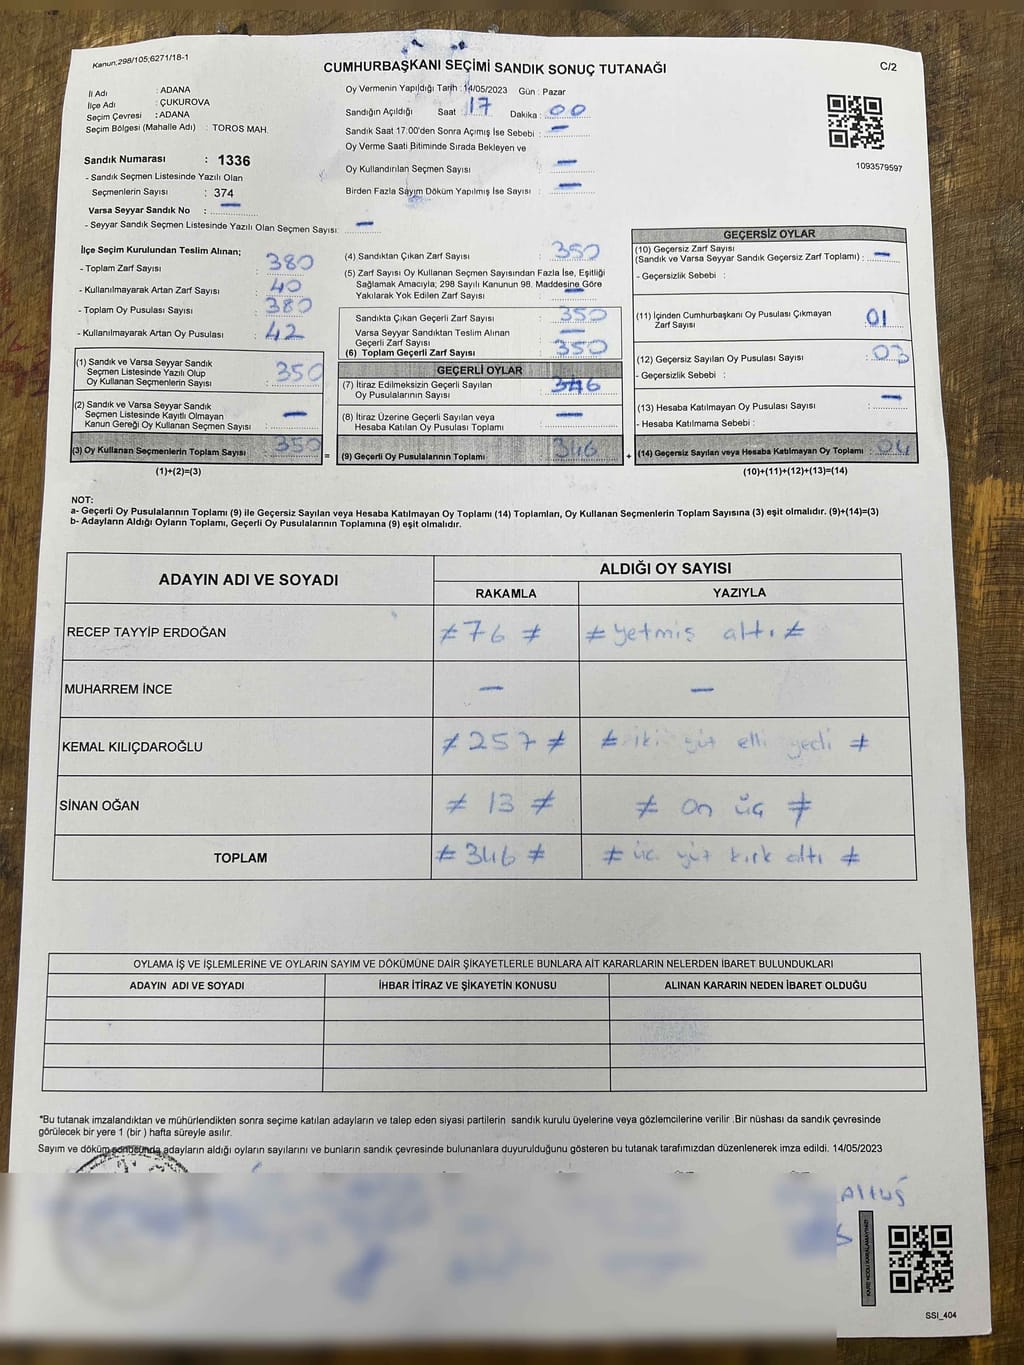 Kanun.298/105,6271/18-1
CUMHURBAŞKANI SEÇİMİ SANDIK SONUÇ TUTANAĞI
C/2
İl Adı : ADANA
İlçe Adı : ÇUKUROVA
Seçim Çevresi : ADANA
Seçim Bölgesi (Mahalle Adı) : TOROS MAH.
Sandık Numarası : 1336
- Sandık Seçmen Listesinde Yazılı Olan
Seçmenlerin Sayısı : 374
Varsa Seyyar Sandık No : —
- Seyyar Sandık Seçmen Listesinde Yazılı Olan Seçmen Sayısı: —
Oy Vermenin Yapıldığı Tarih : 14/05/2023 Gün : Pazar
Sandığın Açıldığı Saat 17 Dakika : 00
Sandık Saat 17:00'den Sonra Açımış İse Sebebi : —
Oy Verme Saati Bitiminde Sırada Bekleyen ve
Oy Kullandırılan Seçmen Sayısı : —
Birden Fazla Sayım Döküm Yapılmış İse Sayısı : —
1093579597
İlçe Seçim Kurulundan Teslim Alınan;
- Toplam Zarf Sayısı : 380
- Kullanılmayarak Artan Zarf Sayısı : 40
- Toplam Oy Pusulası Sayısı : 380
- Kullanılmayarak Artan Oy Pusulası : 42
(1) Sandık ve Varsa Seyyar Sandık
Seçmen Listesinde Yazılı Olup
Oy Kullanan Seçmenlerin Sayısı : 350
(2) Sandık ve Varsa Seyyar Sandık
Seçmen Listesinde Kayıtlı Olmayan
Kanun Gereği Oy Kullanan Seçmen Sayısı : —
(3) Oy Kullanan Seçmenlerin Toplam Sayısı : 350
(1)+(2)=(3)
(4) Sandıktan Çıkan Zarf Sayısı : 350
(5) Zarf Sayısı Oy Kullanan Seçmen Sayısından Fazla İse, Eşitliği
Sağlamak Amacıyla; 298 Sayılı Kanunun 98. Maddesine Göre
Yakılarak Yok Edilen Zarf Sayısı : —
Sandıkta Çıkan Geçerli Zarf Sayısı : 350
Varsa Seyyar Sandıktan Teslim Alınan
Geçerli Zarf Sayısı : —
(6) Toplam Geçerli Zarf Sayısı : 350
GEÇERLİ OYLAR
(7) İtiraz Edilmeksizin Geçerli Sayılan
Oy Pusulalarının Sayısı : 346
(8) İtiraz Üzerine Geçerli Sayılan veya
Hesaba Katılan Oy Pusulası Toplamı : —
= (9) Geçerli Oy Pusulalarının Toplamı : 346
GEÇERSİZ OYLAR
(10) Geçersiz Zarf Sayısı
(Sandık ve Varsa Seyyar Sandık Geçersiz Zarf Toplamı) : —
- Geçersizlik Sebebi :
(11) İçinden Cumhurbaşkanı Oy Pusulası Çıkmayan
Zarf Sayısı : 01
(12) Geçersiz Sayılan Oy Pusulası Sayısı : 03
- Geçersizlik Sebebi :
(13) Hesaba Katılmayan Oy Pusulası Sayısı : —
- Hesaba Katılmama Sebebi :
+ (14) Geçersiz Sayılan veya Hesaba Katılmayan Oy Toplamı : 04
(10)+(11)+(12)+(13)=(14)
NOT:
a- Geçerli Oy Pusulalarının Toplamı (9) ile Geçersiz Sayılan veya Hesaba Katılmayan Oy Toplamı (14) Toplamları, Oy Kullanan Seçmenlerin Toplam Sayısına (3) eşit olmalıdır. (9)+(14)=(3)
b- Adayların Aldığı Oyların Toplamı, Geçerli Oy Pusulalarının Toplamına (9) eşit olmalıdır.
ADAYIN ADI VE SOYADI
ALDIĞI OY SAYISI
RAKAMLA YAZIYLA
RECEP TAYYİP ERDOĞAN ≠ 76 ≠ ≠ yetmiş altı ≠
MUHARREM İNCE — —
KEMAL KILIÇDAROĞLU ≠ 257 ≠ ≠ iki yüz elli yedi ≠
SİNAN OĞAN ≠ 13 ≠ ≠ on üç ≠
TOPLAM ≠ 346 ≠ ≠ üç yüz kırk altı ≠
OYLAMA İŞ VE İŞLEMLERİNE VE OYLARIN SAYIM VE DÖKÜMÜNE DAİR ŞİKAYETLERLE BUNLARA AİT KARARLARIN NELERDEN İBARET BULUNDUKLARI
ADAYIN ADI VE SOYADI İHBAR İTİRAZ VE ŞİKAYETİN KONUSU ALINAN KARARIN NEDEN İBARET OLDUĞU
*Bu tutanak imzalandıktan ve mühürlendikten sonra seçime katılan adayların ve talep eden siyasi partilerin sandık kurulu üyelerine veya gözlemcilerine verilir .Bir nüshası da sandık çevresinde
görülecek bir yere 1 (bir ) hafta süreyle asılır.
Sayım ve döküm sonucunda adayların aldığı oyların sayılarını ve bunların sandık çevresinde bulunanlara duyurulduğunu gösteren bu tutanak tarafımızdan düzenlenerek imza edildi. 14/05/2023
SSI_404